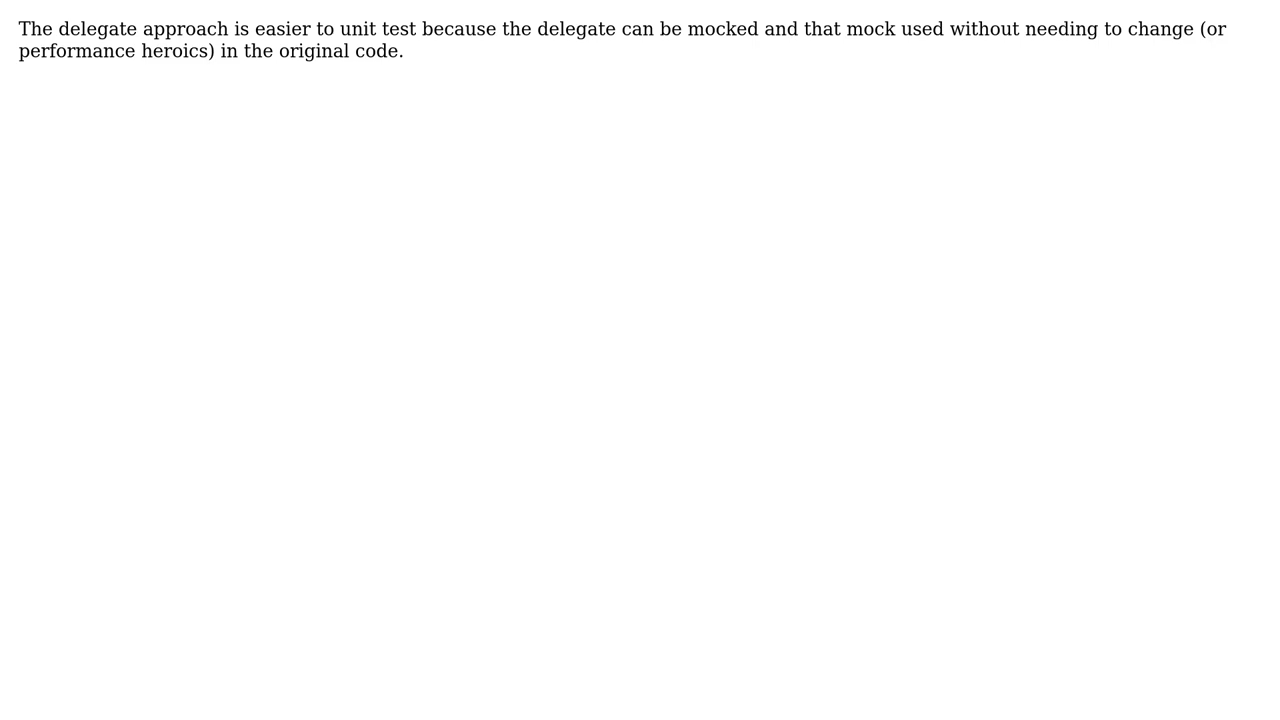 The delegate approach is easier to unit test because the delegate can be mocked and that mock used without needing to change (or
performance heroics) in the original code.